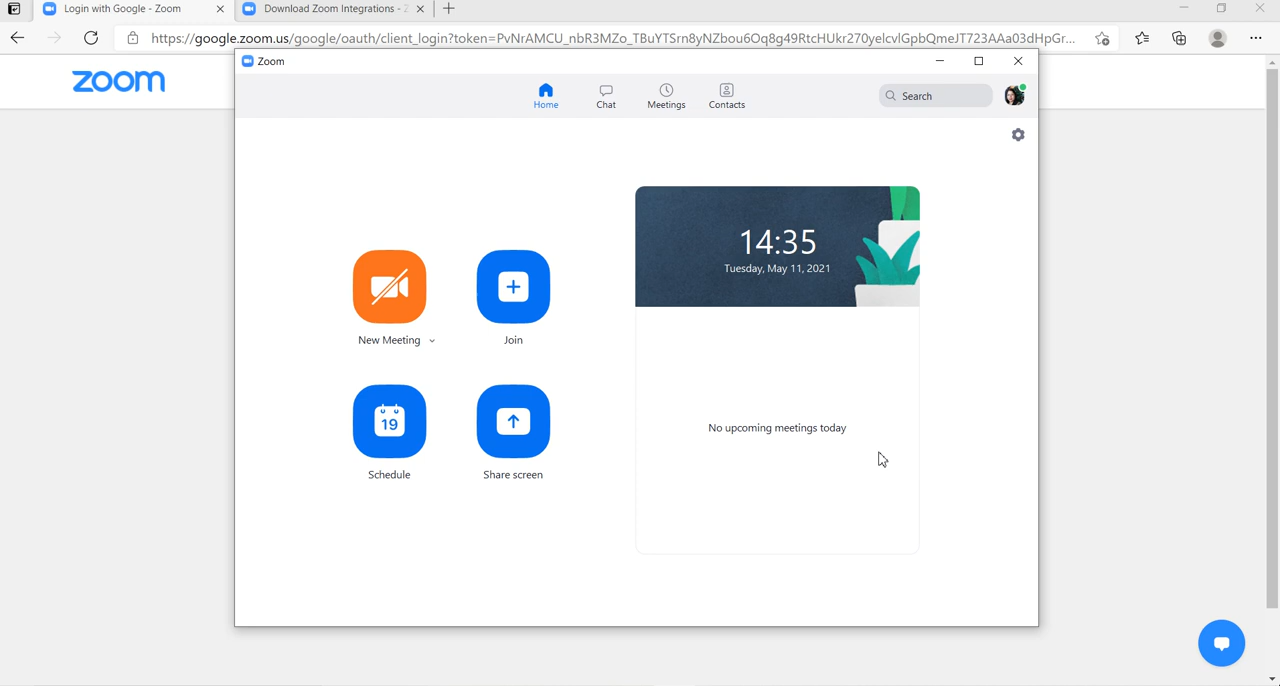 Login with Google - Zoom
Download Zoom Integrations -
https://google.zoom.us/google/oauth/client_login?token=PvNrAMCU_nbR3MZo_TBuYTSrn8yNZbou6Oq8g49RtcHUkr270yelcvlGpbQmeJT723AAa03dHpGr...
zoom
Zoom
Home
Chat
Meetings
Contacts
Search
14:35
Tuesday, May 11, 2021
New Meeting
Join
19
Schedule
Share screen
No upcoming meetings today